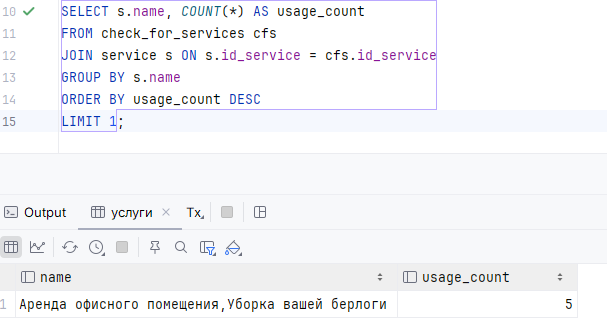 10 SELECT s.name, COUNT(*) AS usage_count
11 FROM check_for_services cfs
12 JOIN service s ON s.id_service = cfs.id_service
13 GROUP BY s.name
14 ORDER BY usage_count DESC
15 LIMIT 1;
Output услуги Tx
name usage_count
1 Аренда офисного помещения,Уборка вашей берлоги 5